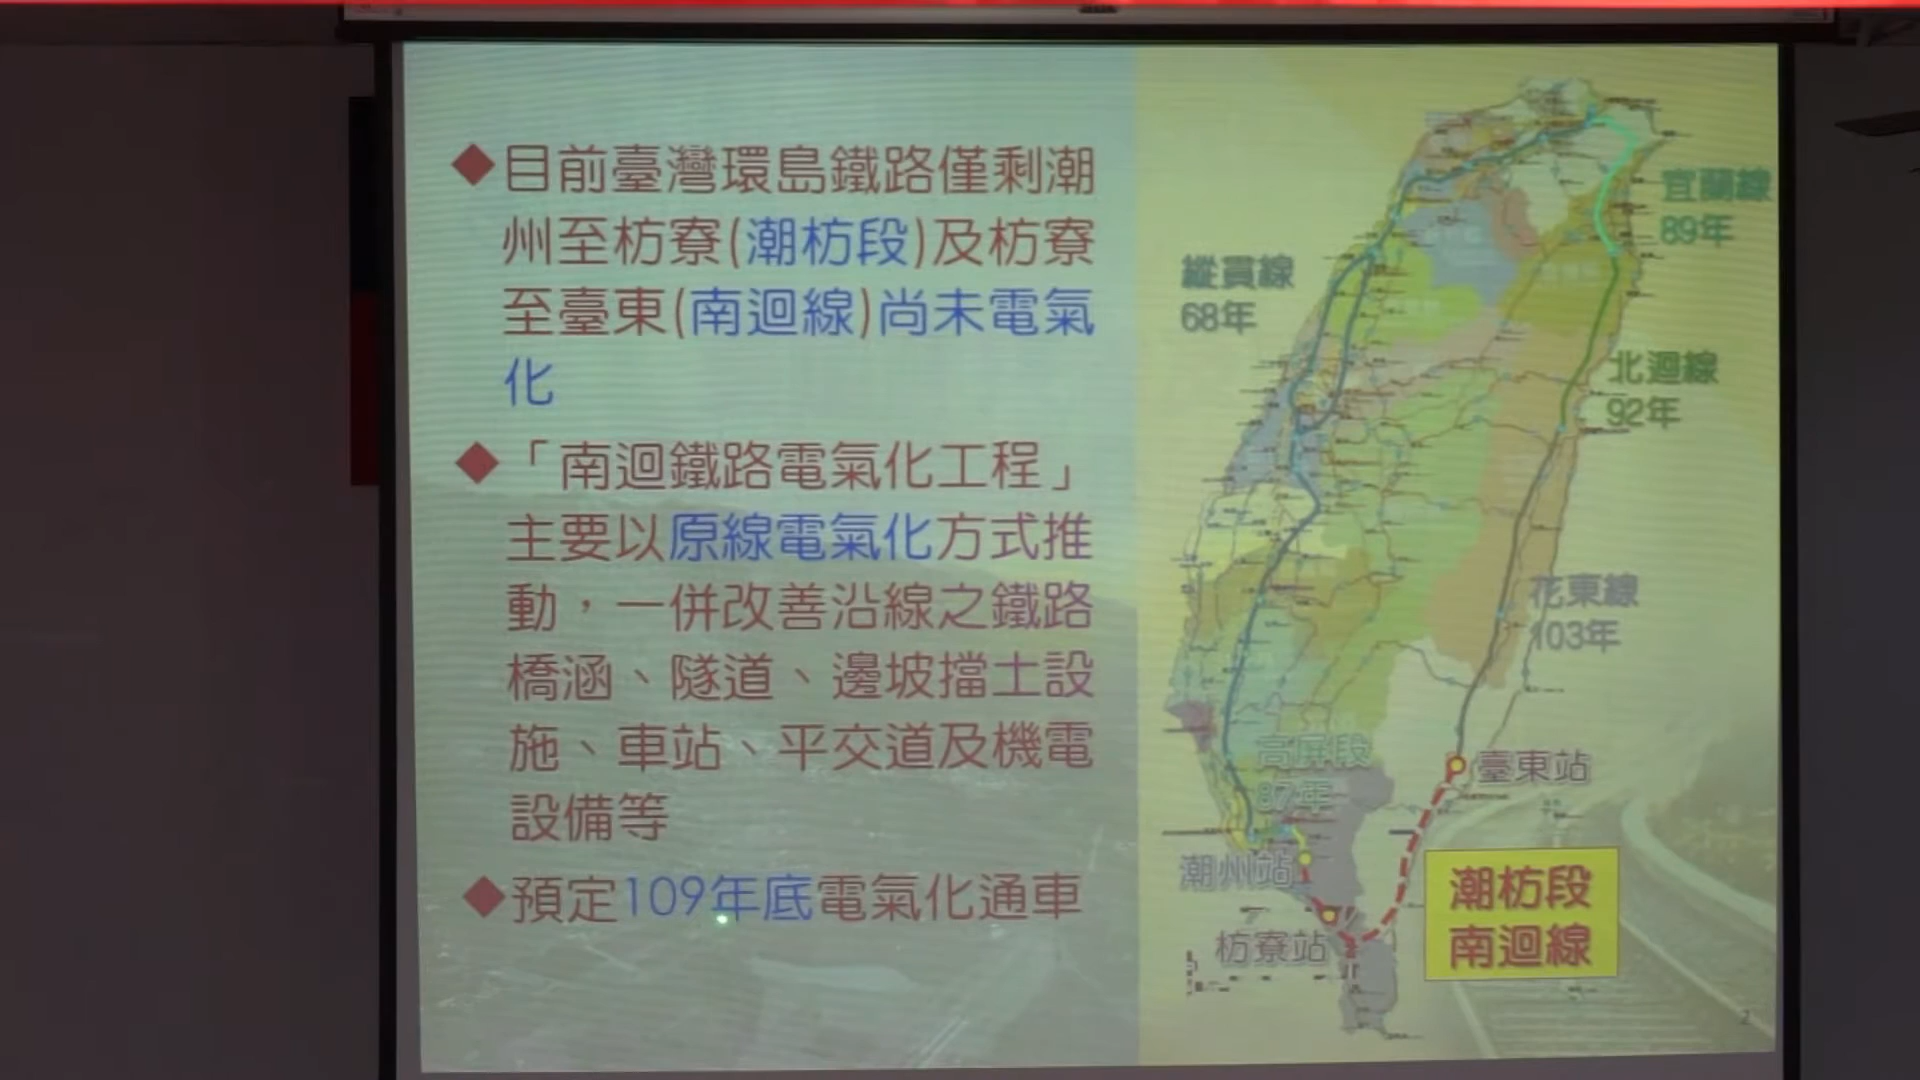 ◆目前臺灣環島鐵路僅剩潮
州至枋寮(潮枋段)及枋寮
至臺東(南迴線)尚未電氣
化
◆「南迴鐵路電氣化工程」
主要以原線電氣化方式推
動，一併改善沿線之鐵路
橋涵、隧道、邊坡擋土設
施、車站、平交道及機電
設備等
◆預定109年底電氣化通車
宜蘭線
89年
縱貫線
68年
北迴線
92年
花東線
103年
高屏段
87年
臺東站
潮州站
枋寮站
潮枋段
南迴線
2